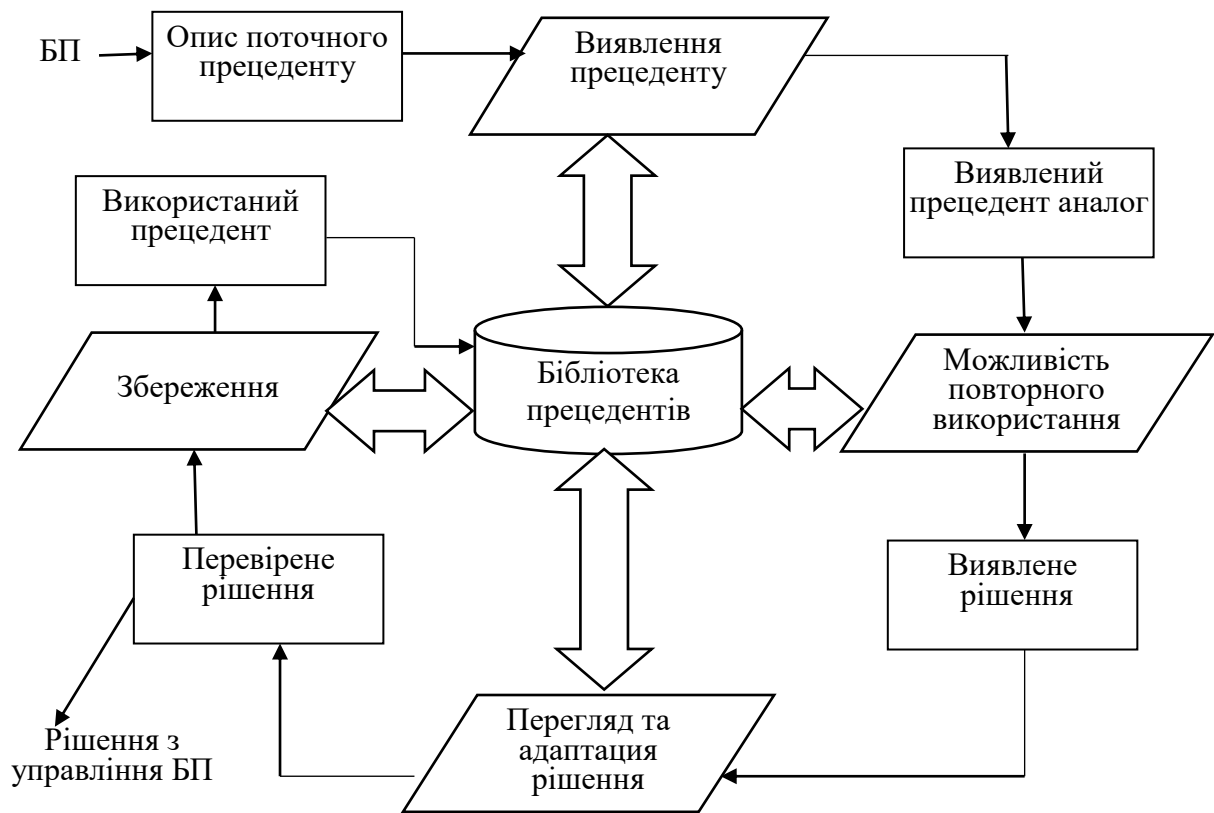 БП
Опис поточного
прецеденту
Виявлення
прецеденту
Виявлений
прецедент аналог
Використаний
прецедент
Збереження
Бібліотека
прецедентів
Можливість
повторного
використання
Перевірене
рішення
Виявлене
рішення
Рішення з
управління БП
Перегляд та
адаптация
рішення